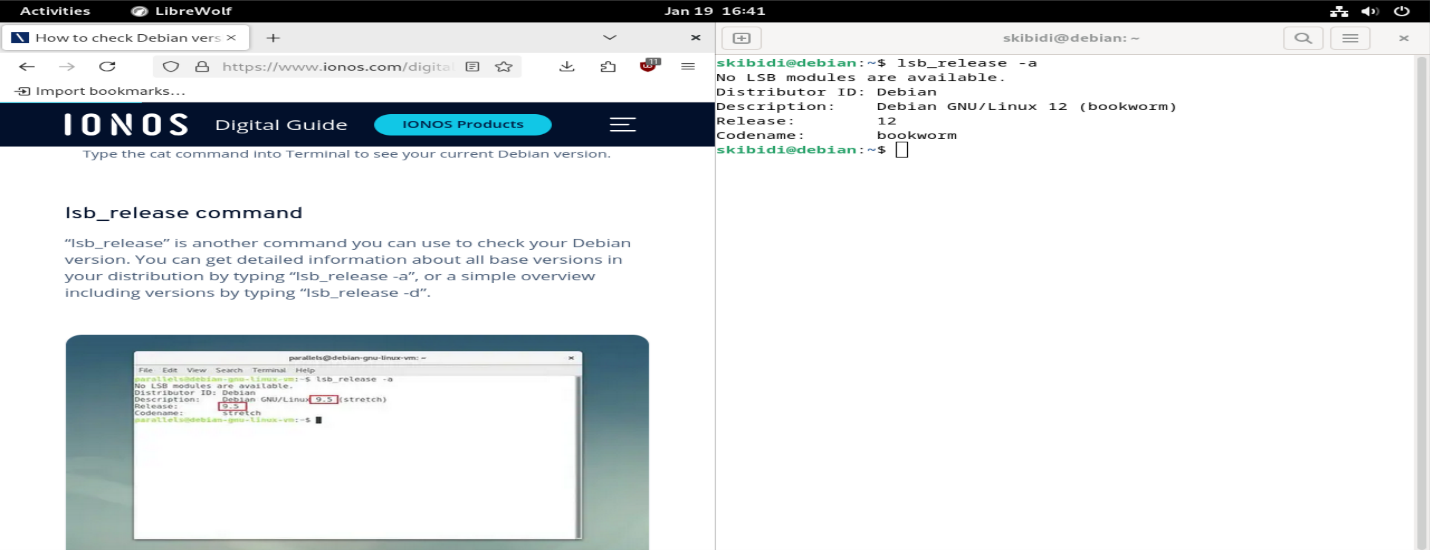 Activities
LibreWolf
Jan 19 16:41
How to check Debian vers
https://www.ionos.com/digita
11
Import bookmarks...
IONOS
Digital Guide
IONOS Products
Type the cat command into Terminal to see your current Debian version.
lsb_release command
“lsb_release” is another command you can use to check your Debian
version. You can get detailed information about all base versions in
your distribution by typing “lsb_release -a”, or a simple overview
including versions by typing “lsb_release -d”.
parallels@debian-gnu-linux-vm: ~
File Edit View Search Terminal Help
parallels@debian-gnu-linux-vm:~$ lsb_release -a
No LSB modules are available.
Distributor ID: Debian
Description: Debian GNU/Linux 9.5 (stretch)
Release: 9.5
Codename: stretch
parallels@debian-gnu-linux-vm:~$
skibidi@debian: ~
skibidi@debian:~$ lsb_release -a
No LSB modules are available.
Distributor ID: Debian
Description: Debian GNU/Linux 12 (bookworm)
Release: 12
Codename: bookworm
skibidi@debian:~$